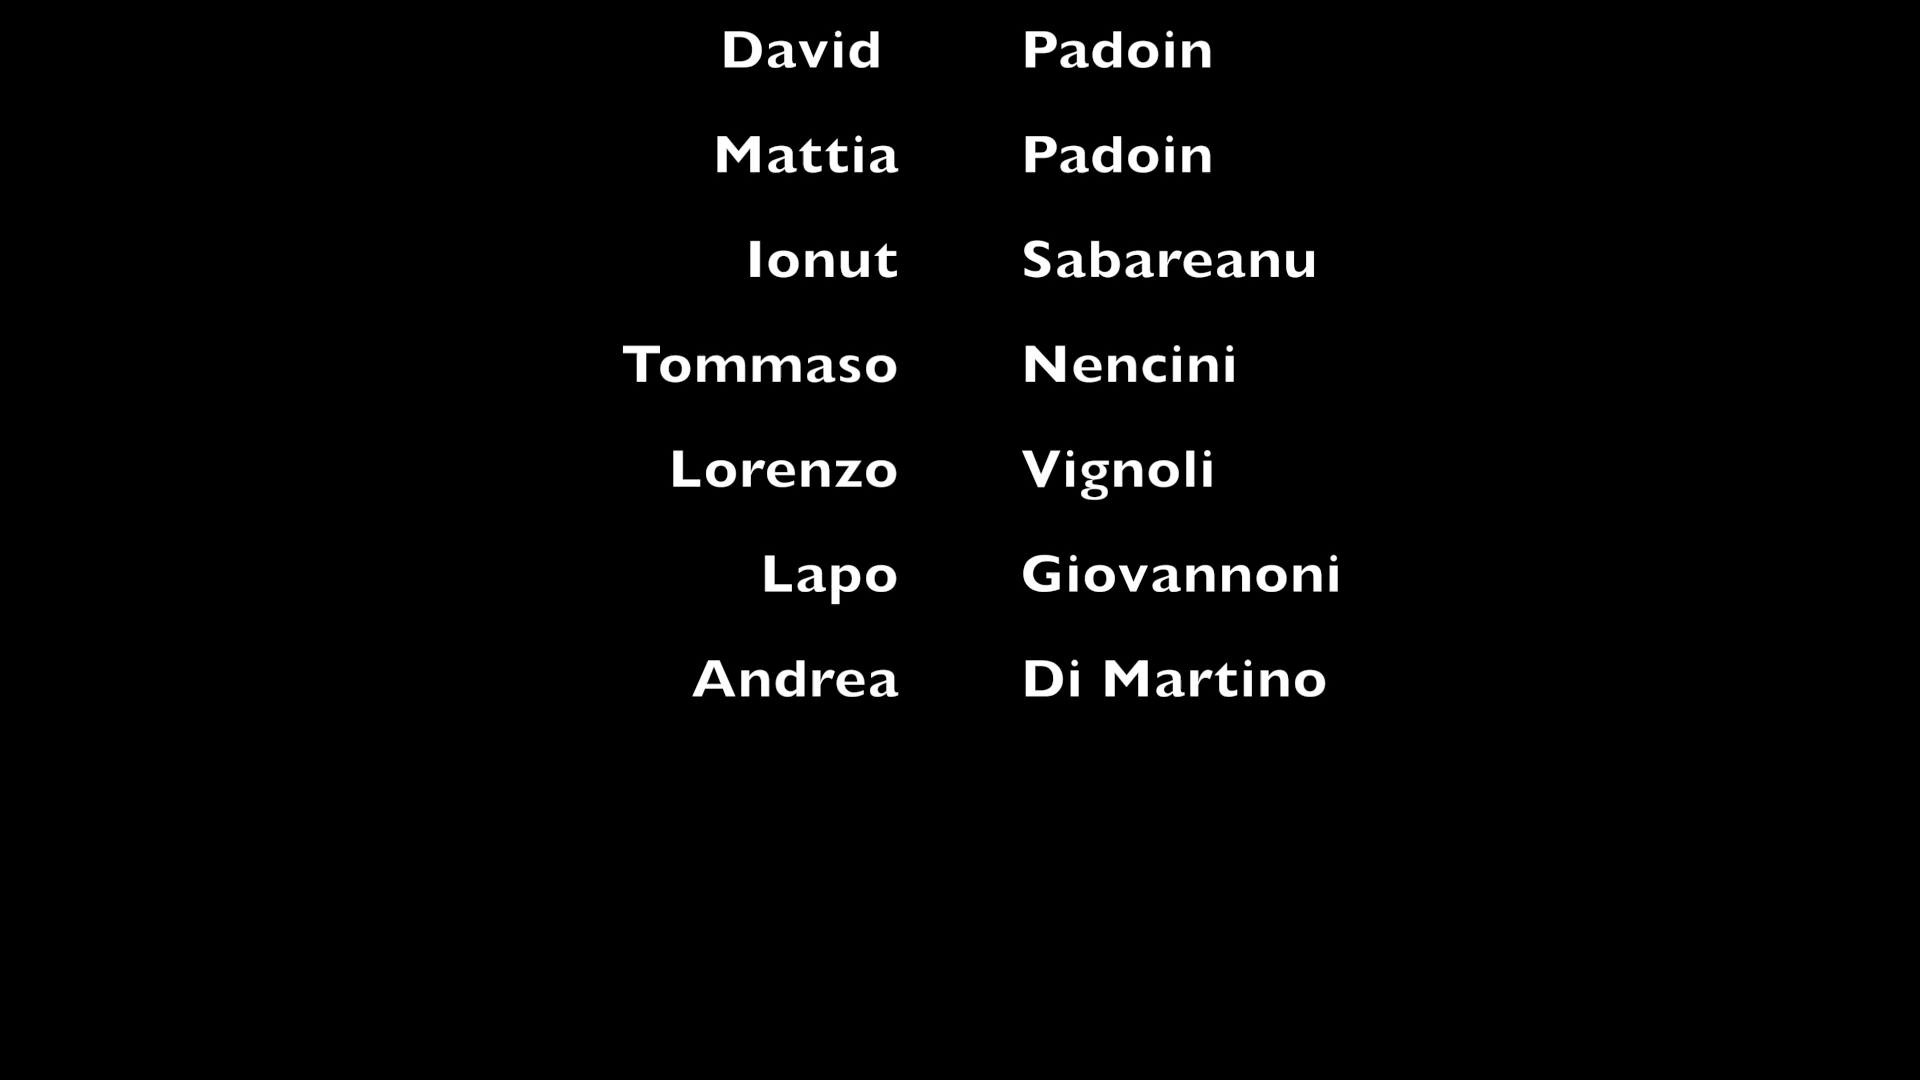 David Padoin
Mattia Padoin
Ionut Sabareanu
Tommaso Nencini
Lorenzo Vignoli
Lapo Giovannoni
Andrea Di Martino